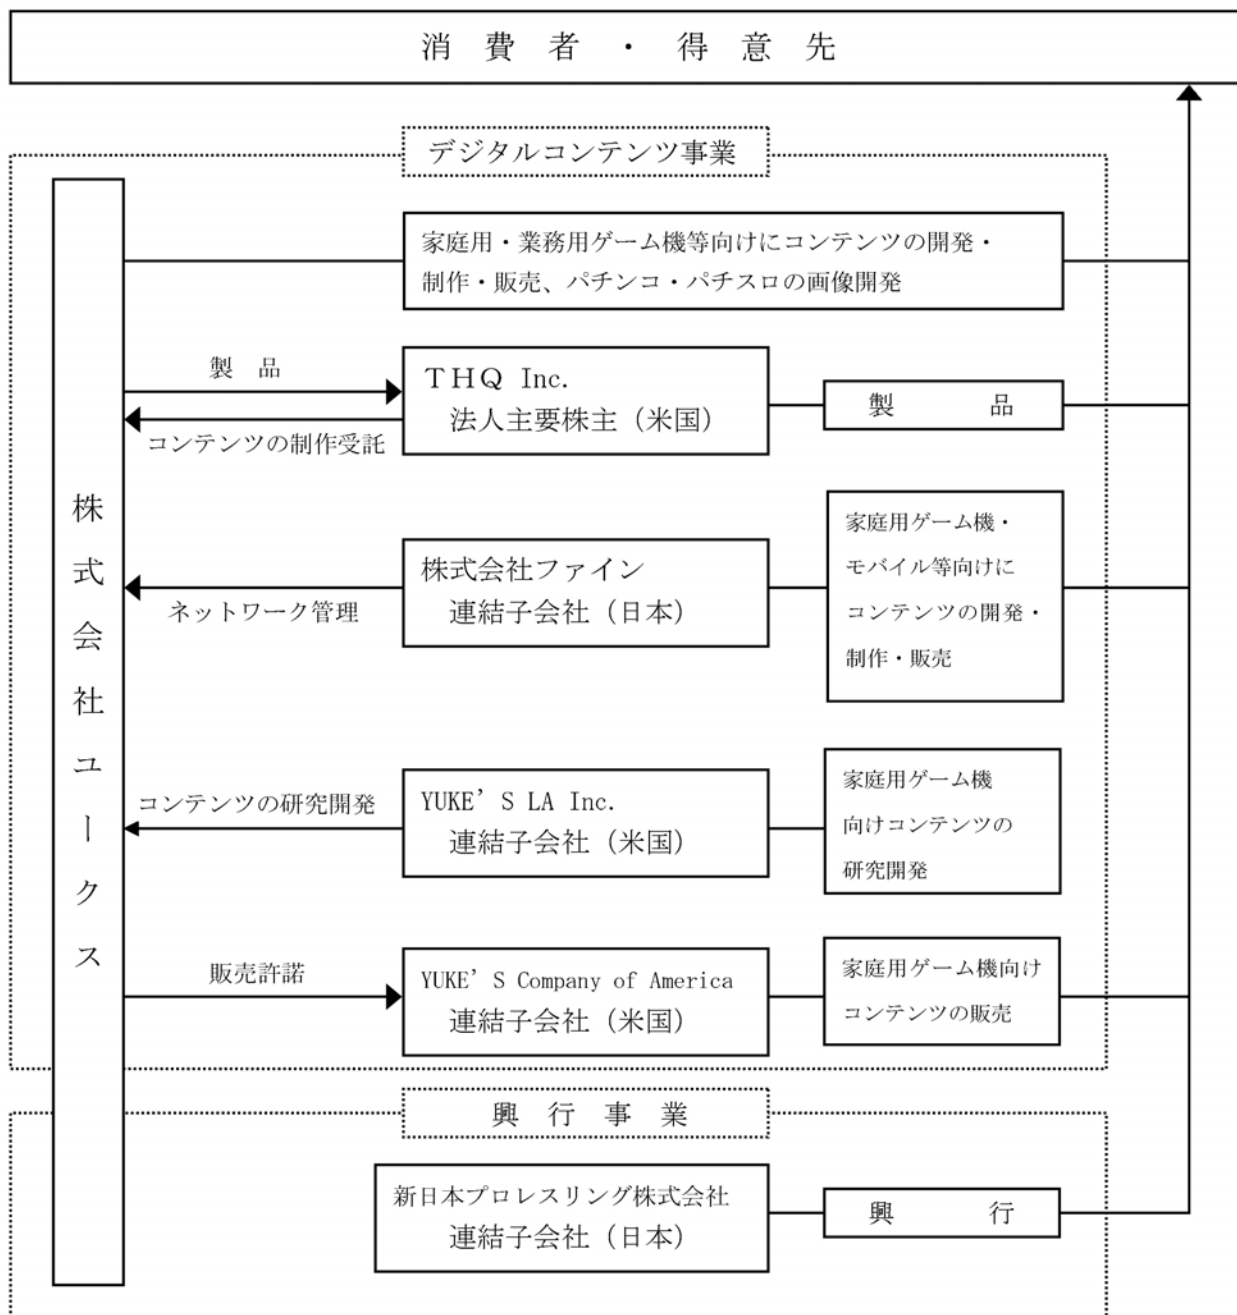 消費者・得意先
デジタルコンテンツ事業
株式会社ユークス
家庭用・業務用ゲーム機等向けにコンテンツの開発・
制作・販売、パチンコ・パチスロの画像開発
製品
コンテンツの制作受託
ＴＨＱ Inc.
法人主要株主（米国）
製品
ネットワーク管理
株式会社ファイン
連結子会社（日本）
家庭用ゲーム機・
モバイル等向けに
コンテンツの開発・
制作・販売
コンテンツの研究開発
YUKE’S LA Inc.
連結子会社（米国）
家庭用ゲーム機
向けコンテンツの
研究開発
販売許諾
YUKE’S Company of America
連結子会社（米国）
家庭用ゲーム機向け
コンテンツの販売
興行事業
新日本プロレスリング株式会社
連結子会社（日本）
興行